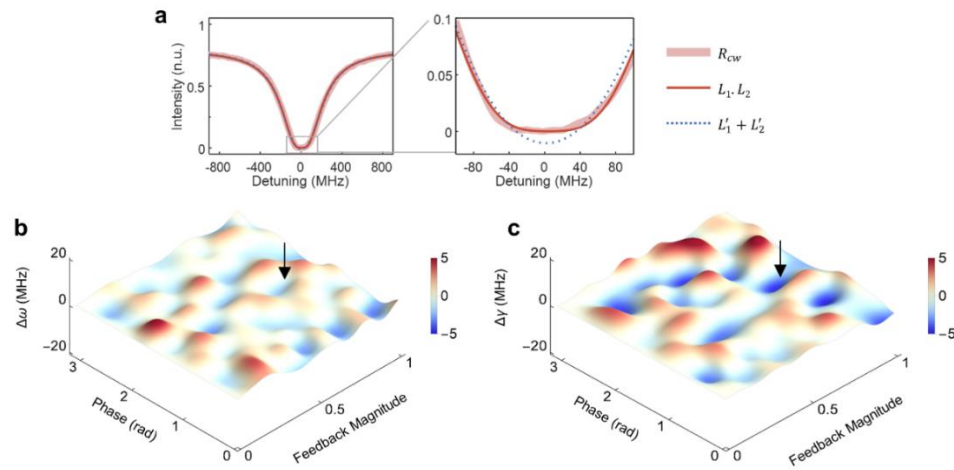 a
Intensity (n.u.)
1
0.5
0
-800 -400 0 400 800
Detuning (MHz)
0.1
0.05
0
-80 -40 0 40 80
Detuning (MHz)
R_cw
L_1. L_2
L'_1 + L'_2
b
Δω (MHz)
20
0
−20
3
2
1
0
Phase (rad)
0
0.5
1
Feedback Magnitude
5
0
−5
c
Δγ (MHz)
20
0
−20
3
2
1
0
Phase (rad)
0
0.5
1
Feedback Magnitude
5
0
−5